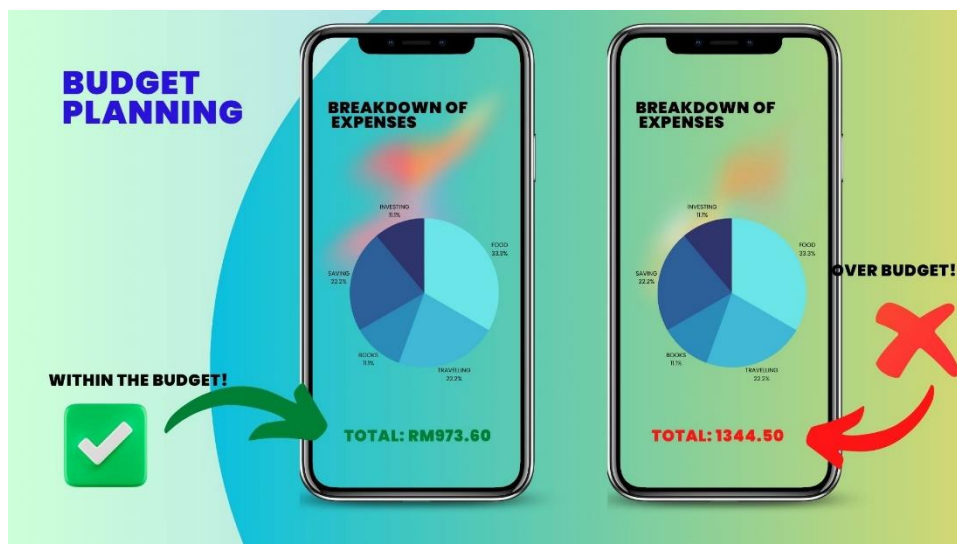 BUDGET
PLANNING
BREAKDOWN OF
EXPENSES
INVESTING
11.1%
FOOD
33.3%
SAVING
22.2%
BOOKS
11.1%
TRAVELLING
22.2%
TOTAL: RM973.60
WITHIN THE BUDGET!
BREAKDOWN OF
EXPENSES
INVESTING
11.1%
FOOD
33.3%
SAVING
22.2%
BOOKS
11.1%
TRAVELLING
22.2%
TOTAL: 1344.50
OVER BUDGET!